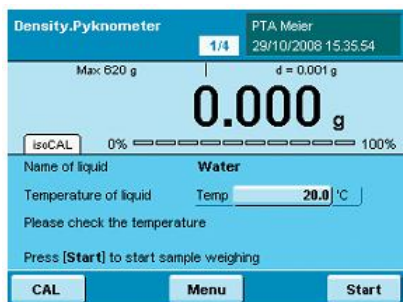 Density.Pyknometer 1/4 PTA Meier
29/10/2008 15.35.54
Max 620 g d = 0.001 g
0.000 g
isoCAL 0% 100%
Name of liquid Water
Temperature of liquid Temp 20.0 °C
Please check the temperature
Press [Start] to start sample weighing
CAL Menu Start